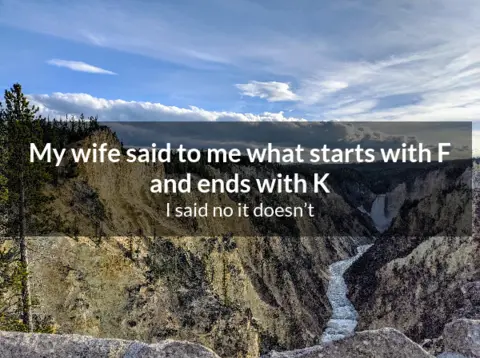 My wife said to me what starts with F
and ends with K
I said no it doesn't